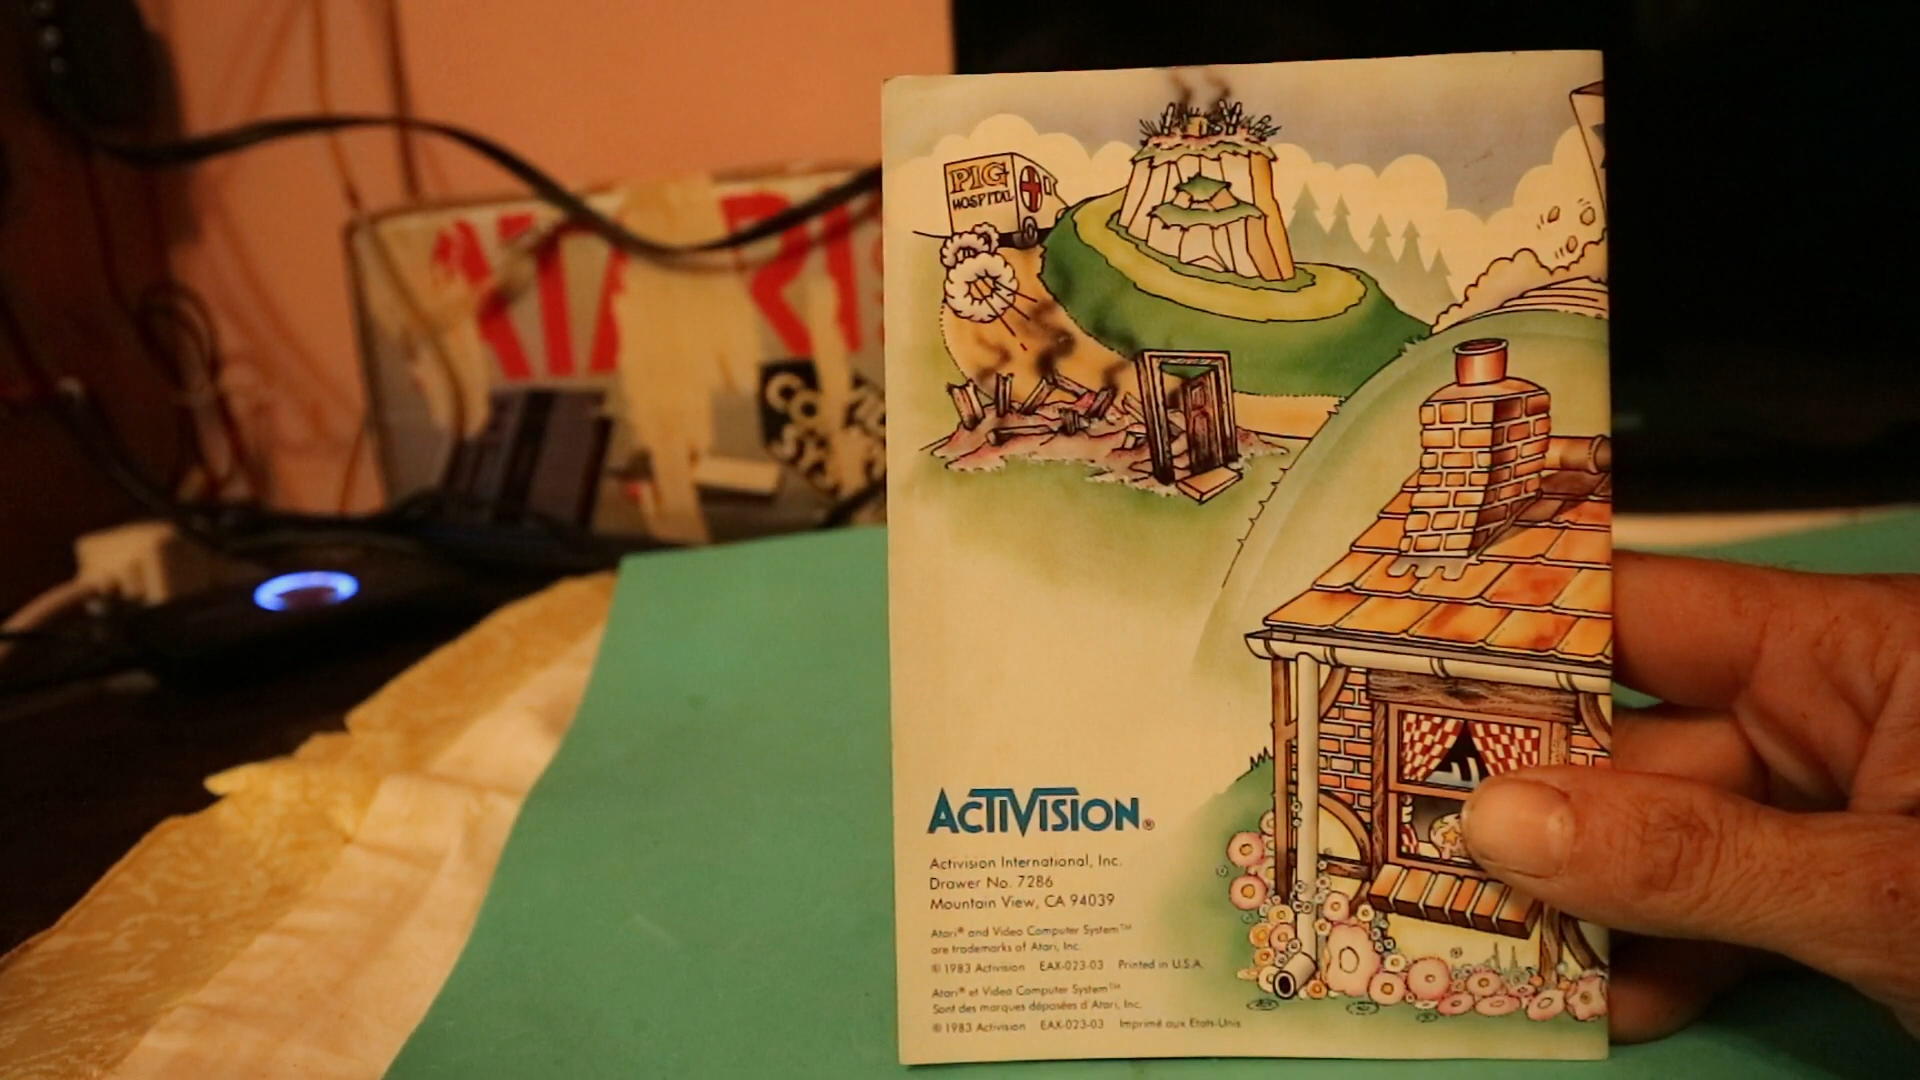 ATARI
PIG
HOSPITAL
ACTIVISION®
Activision International, Inc.
Drawer No. 7286
Mountain View, CA 94039
Atari® and Video Computer System™
are trademarks of Atari, Inc.
© 1983 Activision EAX-023-03 Printed in U.S.A.
Atari® et Video Computer System™
Sont des marques déposées d'Atari, Inc.
© 1983 Activision EAX-023-03 Imprimé aux Etats-Unis